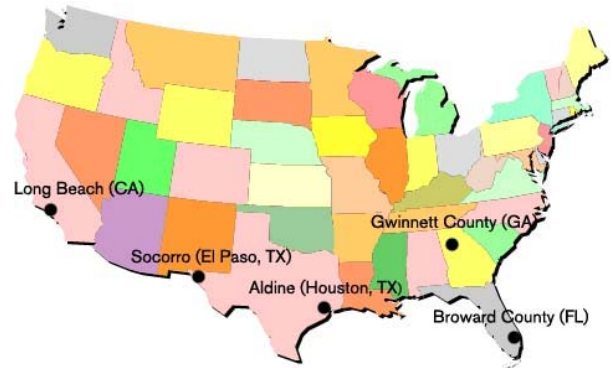 Long Beach (CA)
Gwinnett County (GA)
Socorro (El Paso, TX)
Aldine (Houston, TX)
Broward County (FL)